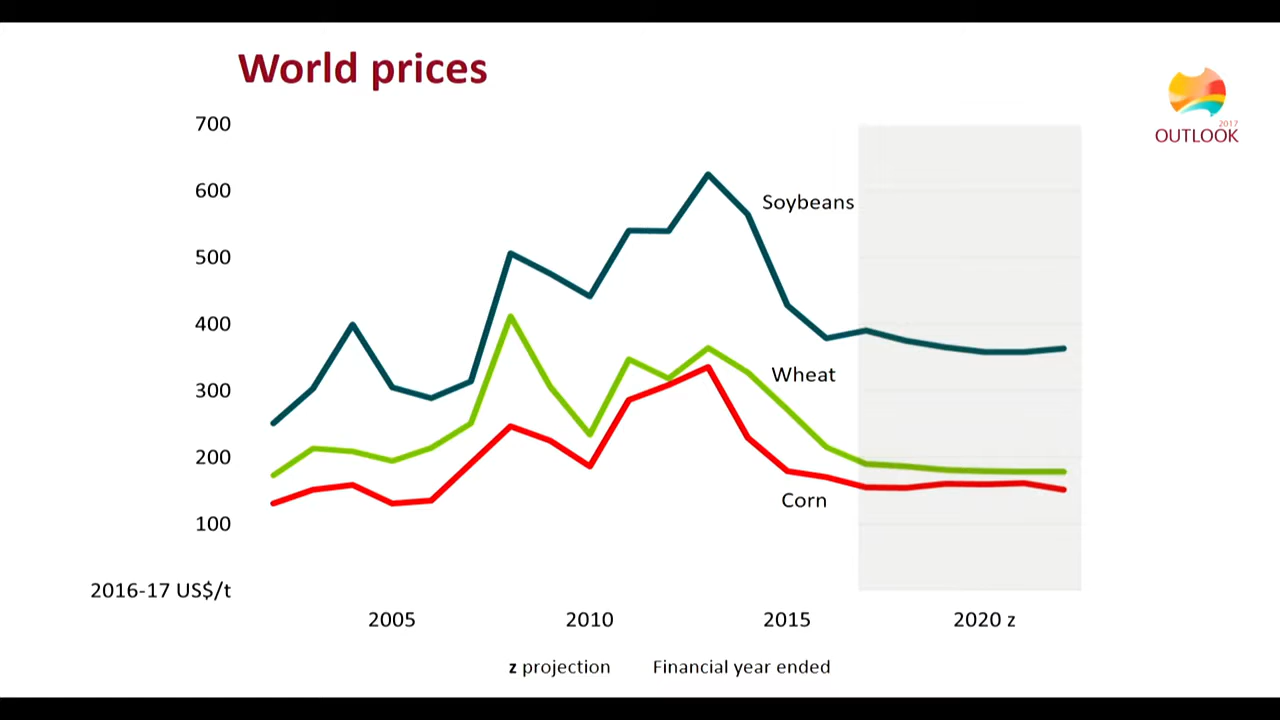 World prices
2017
OUTLOOK
700
600
500
400
300
200
100
2016-17 US$/t
Soybeans
Wheat
Corn
2005 2010 2015 2020 z
z projection Financial year ended